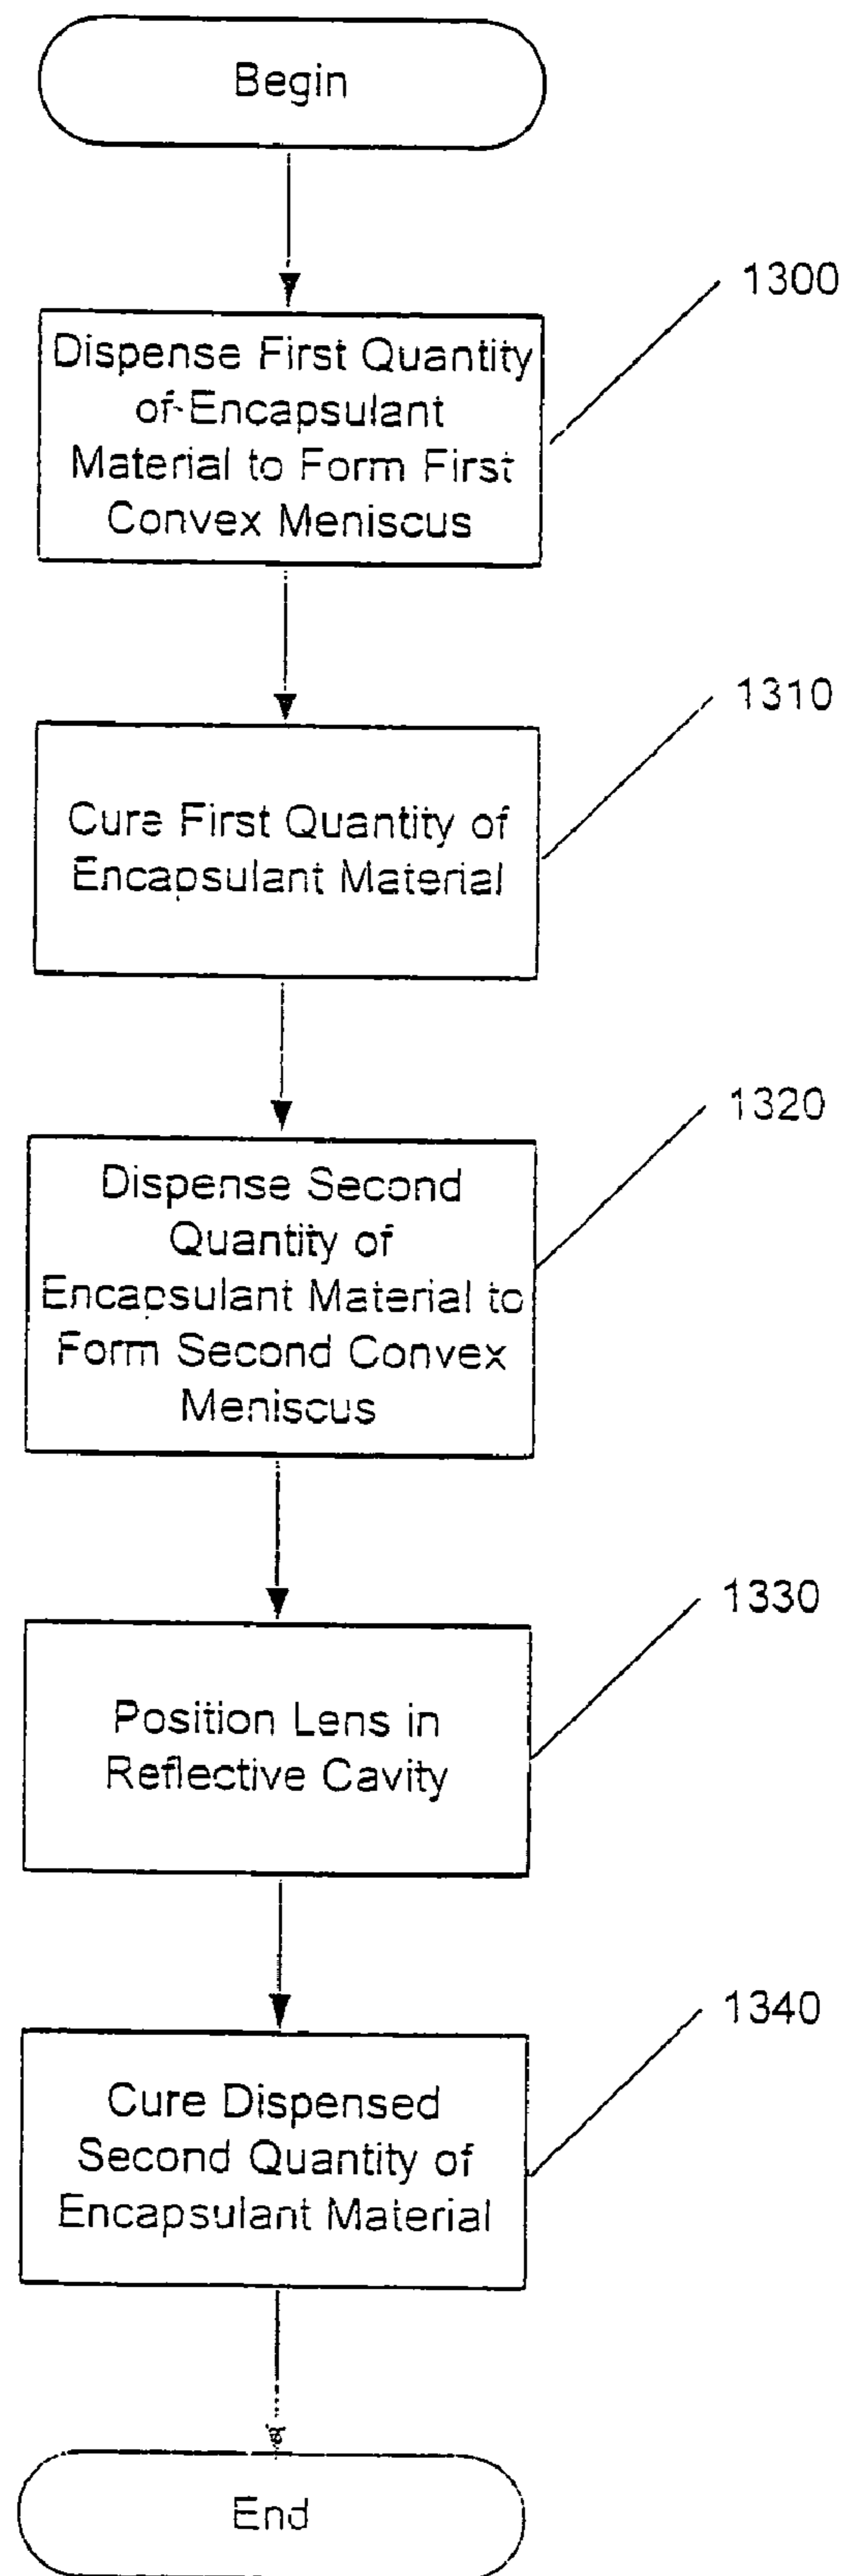 Begin
1300
Dispense First Quantity
of Encapsulant
Material to Form First
Convex Meniscus
1310
Cure First Quantity of
Encapsulant Material
1320
Dispense Second
Quantity of
Encapsulant Material to
Form Second Convex
Meniscus
1330
Position Lens in
Reflective Cavity
1340
Cure Dispensed
Second Quantity of
Encapsulant Material
End